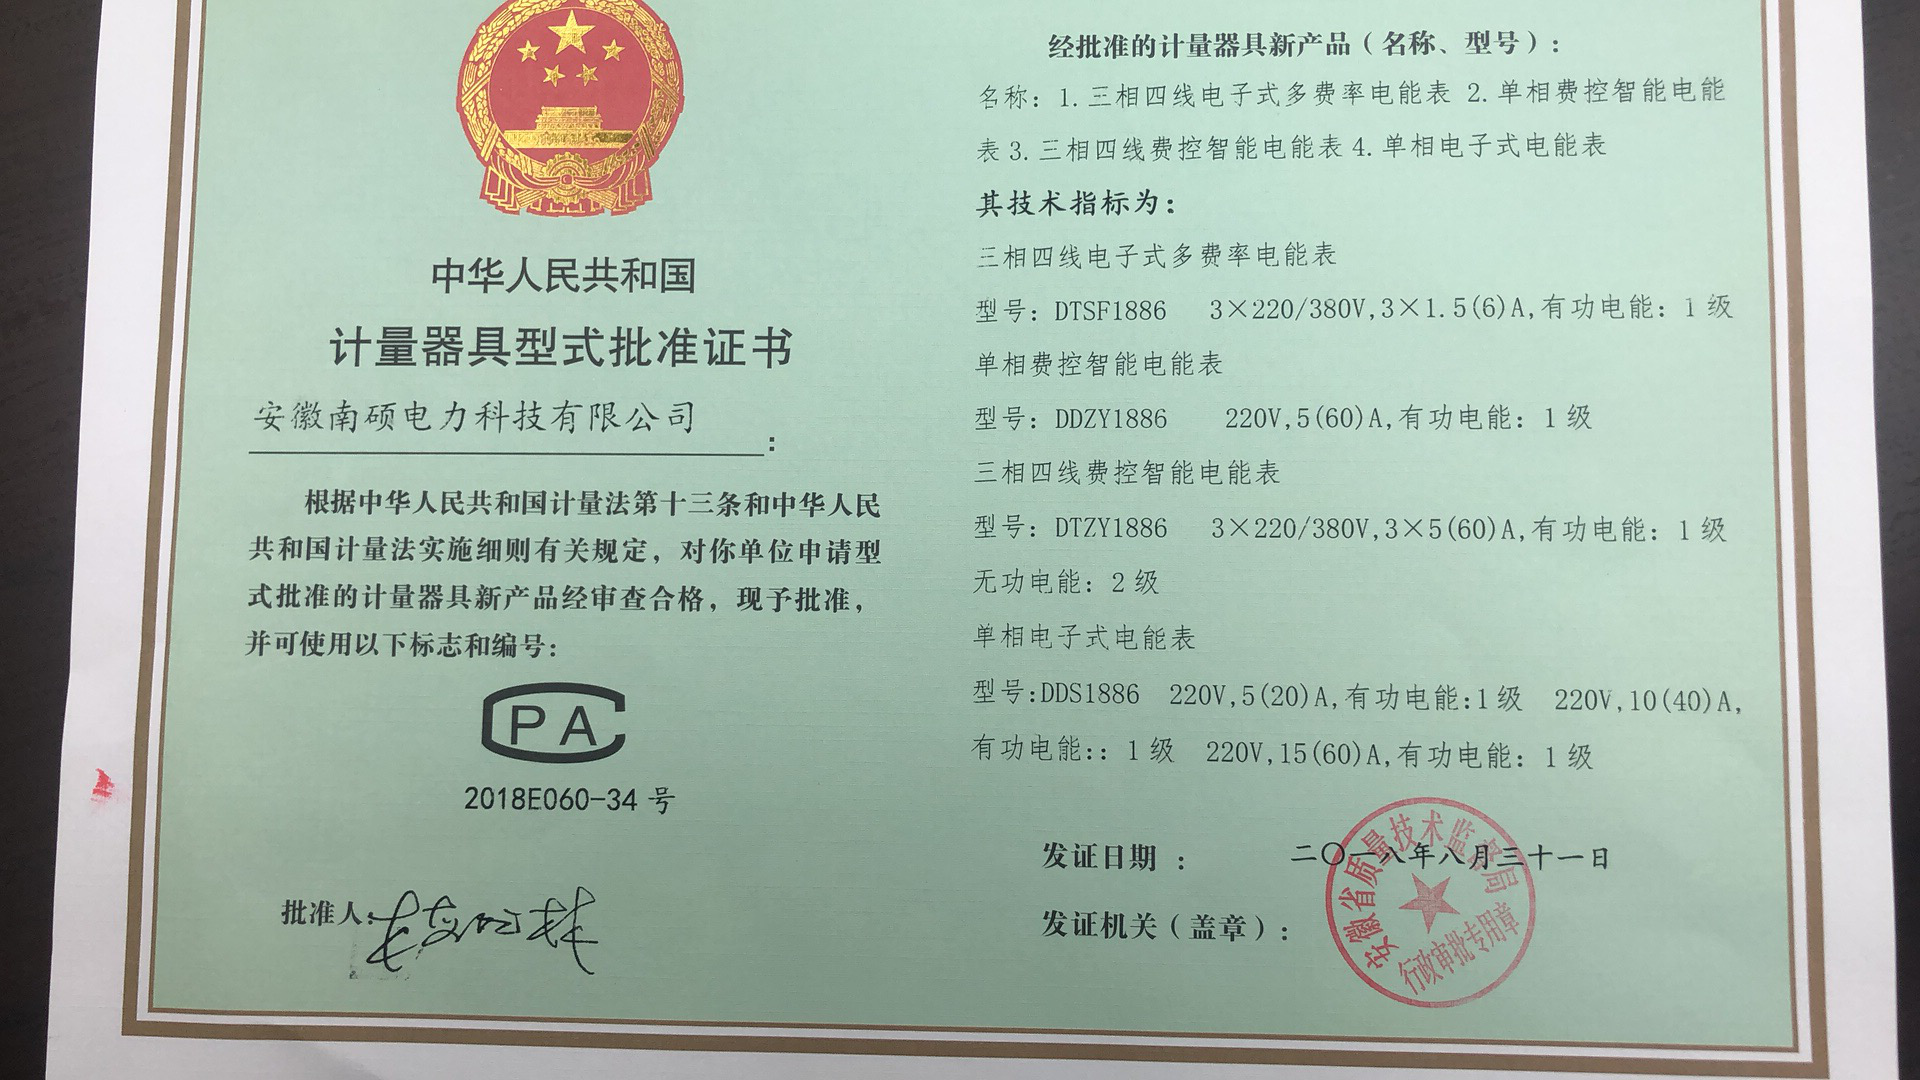 中华人民共和国
计量器具型式批准证书
安徽南硕电力科技有限公司：
根据中华人民共和国计量法第十三条和中华人民
共和国计量法实施细则有关规定，对你单位申请型
式批准的计量器具新产品经审查合格，现予批准，
并可使用以下标志和编号：
CPA
2018E060-34 号
批准人：
经批准的计量器具新产品（名称、型号）：
名称：1.三相四线电子式多费率电能表 2.单相费控智能电能
表3.三相四线费控智能电能表4.单相电子式电能表
其技术指标为：
三相四线电子式多费率电能表
型号：DTSF1886 3×220/380V,3×1.5(6)A,有功电能：1级
单相费控智能电能表
型号：DDZY1886 220V,5(60)A,有功电能：1级
三相四线费控智能电能表
型号：DTZY1886 3×220/380V,3×5(60)A,有功电能：1级
无功电能：2级
单相电子式电能表
型号:DDS1886 220V,5(20)A,有功电能:1级 220V,10(40)A,
有功电能：：1级 220V,15(60)A,有功电能：1级
发证日期 ： 二〇一八年八月三十一日
发证机关（盖章）：
安徽省质量技术监督局
行政审批专用章